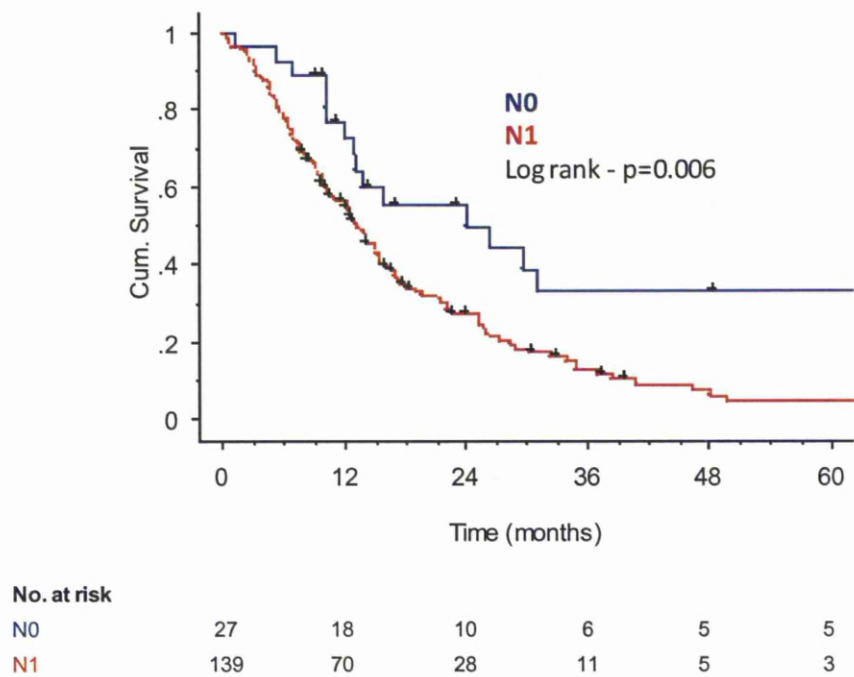 1
.8
.6
.4
.2
0
Cum. Survival
N0
N1
Log rank - p=0.006
0 12 24 36 48 60
Time (months)
No. at risk
N0 27 18 10 6 5 5
N1 139 70 28 11 5 3